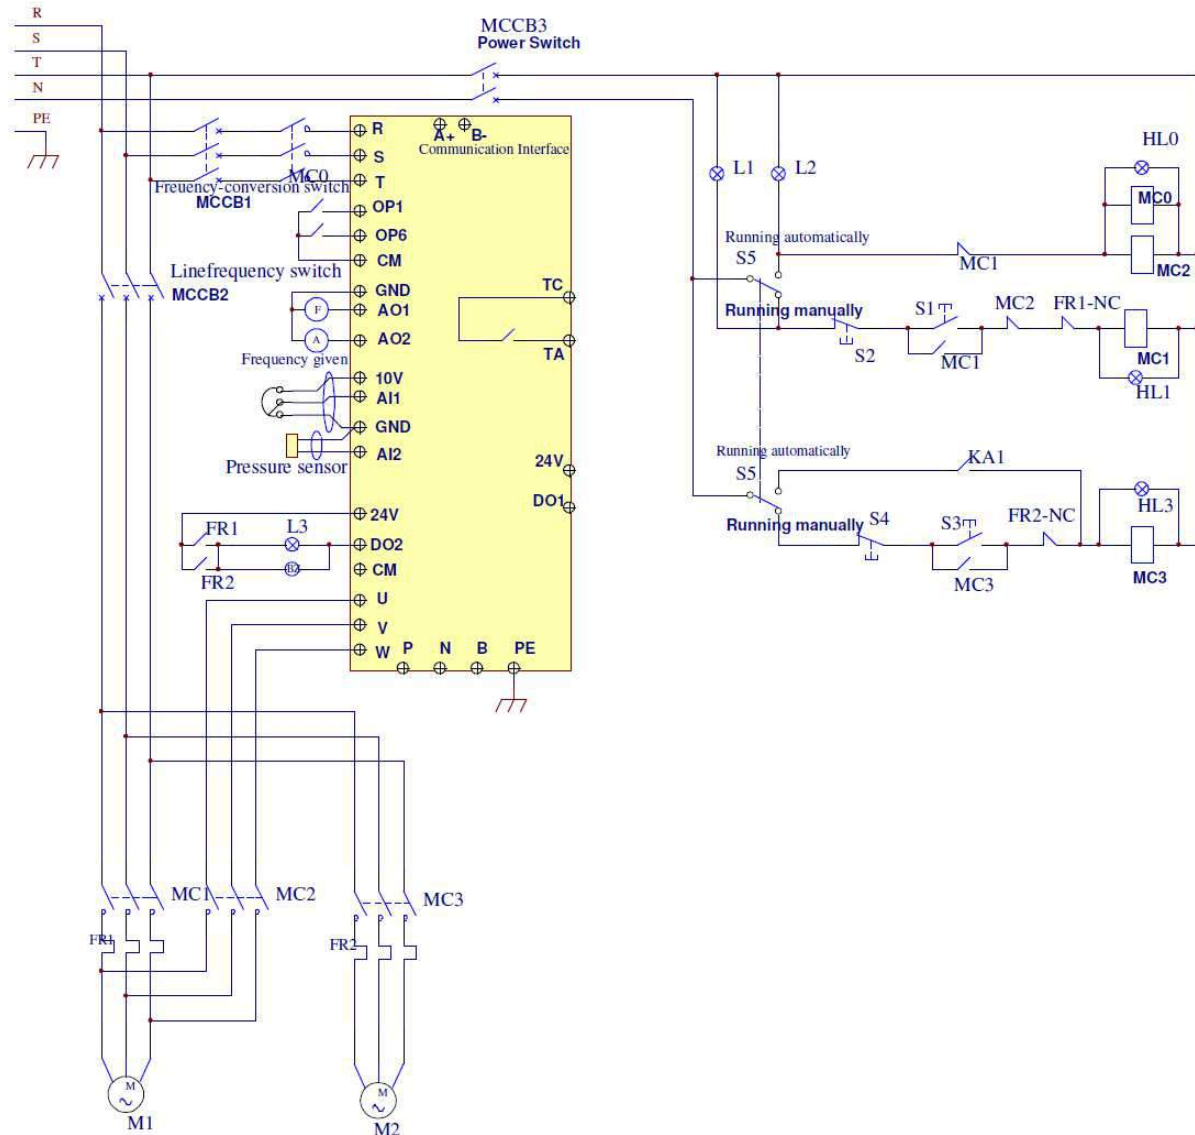 R
S
T
N
PE
MCCB3
Power Switch
R
S
T
A+ B-
Communication Interface
MC0
Freuency-conversion switch
MCCB1
OP1
OP6
CM
Linefrequency switch
MCCB2
GND
F
AO1
A
AO2
Frequency given
10V
AI1
GND
AI2
Pressure sensor
TC
TA
24V
DO1
24V
FR1
L3
DO2
FR2
CM
U
V
W
P N B PE
L1
L2
HL0
MC0
MC2
Running automatically
S5
MC1
Running manually
S2
S1
MC1
MC2
FR1-NC
MC1
HL1
Running automatically
S5
KA1
Running manually
S4
S3
MC3
FR2-NC
HL3
MC3
MC1
MC2
MC3
FR1
FR2
M
M1
M
M2